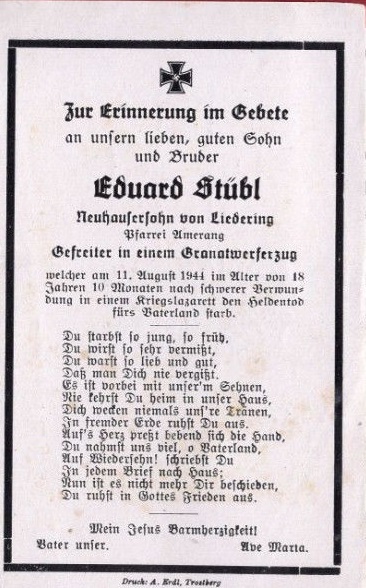 Zur Erinnerung im Gebete
an unsern lieben, guten Sohn
und Bruder
Eduard Stübl
Neuhausersohn von Liedering
Pfarrei Amerang
Gefreiter in einem Granatwerferzug
welcher am 11. August 1944 im Alter von 18
Jahren 10 Monaten nach schwerer Verwun-
dung in einem Kriegslazarett den Heldentod
fürs Vaterland starb.
Du starbst so jung, so früh,
Du wirst so sehr vermißt,
Du warst so lieb und gut,
Daß man Dich nie vergißt.
Es ist vorbei mit unser'm Sehnen,
Nie kehrst Du heim in unser Haus,
Dich wecken niemals uns're Tränen,
In fremder Erde ruhst Du aus.
Auf's Herz preßt bebend sich die Hand,
Du nahmst uns viel, o Vaterland,
Auf Wiedersehn! schriebst Du
In jedem Brief nach Haus;
Nun ist es nicht mehr Dir beschieden,
Du ruhst in Gottes Frieden aus.
Mein Jesus Barmherzigkeit!
Vater unser. Ave Maria.
Druck: A. Erdl, Trostberg